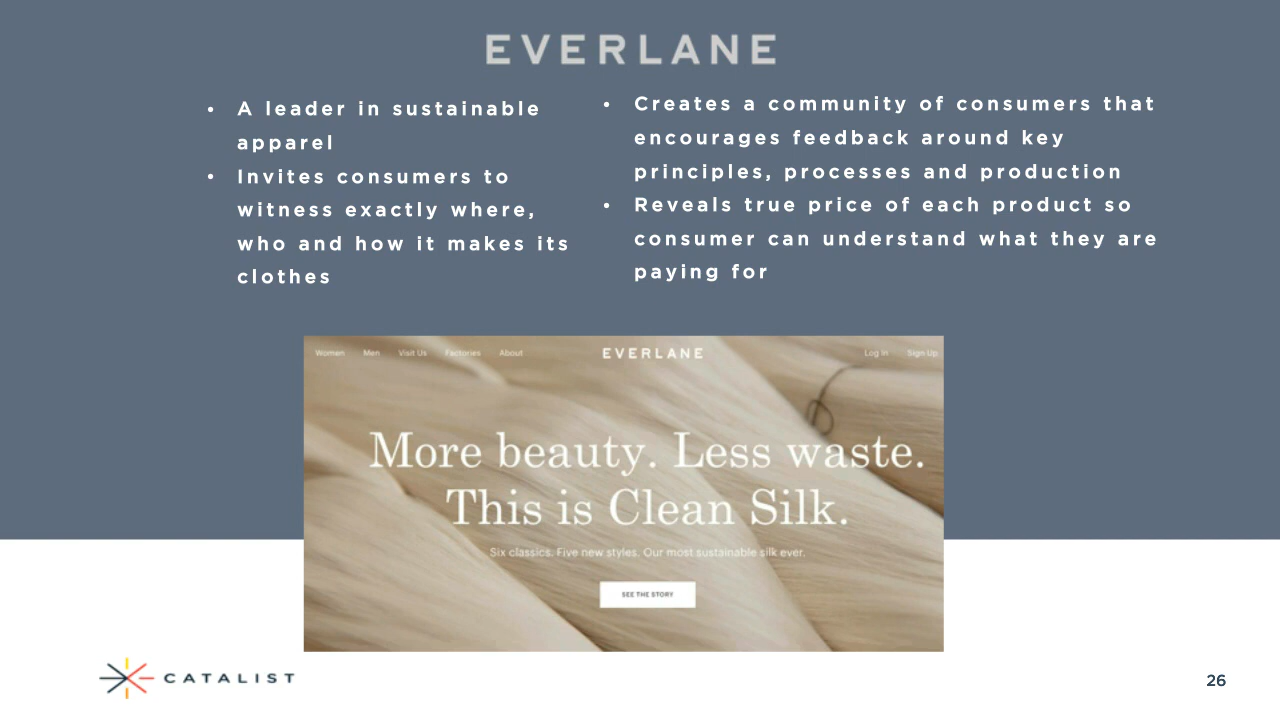 EVERLANE
• A leader in sustainable
apparel
• Invites consumers to
witness exactly where,
who and how it makes its
clothes
• Creates a community of consumers that
encourages feedback around key
principles, processes and production
• Reveals true price of each product so
consumer can understand what they are
paying for
Women Men Visit Us Factories About EVERLANE Log In Sign Up
More beauty. Less waste.
This is Clean Silk.
Six classics. Five new styles. Our most sustainable silk ever.
SEE THE STORY
CATALIST
26